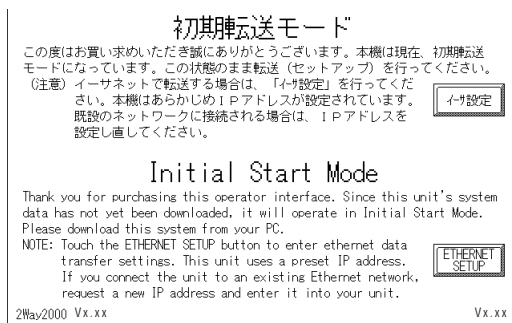 初期転送モード
この度はお買い求めいただき誠にありがとうございます。本機は現在、初期転送
モードになっています。この状態のまま転送（セットアップ）を行ってください。
（注意）イーサネットで転送する場合は、「ｲｰｻ設定」を行ってくだ
さい。本機はあらかじめＩＰアドレスが設定されています。
既設のネットワークに接続される場合は、ＩＰアドレスを
設定し直してください。
ｲｰｻ設定
Initial Start Mode
Thank you for purchasing this operator interface. Since this unit's system
data has not yet been downloaded, it will operate in Initial Start Mode.
Please download this system from your PC.
NOTE: Touch the ETHERNET SETUP button to enter ethernet data
transfer settings. This unit uses a preset IP address.
If you connect the unit to an existing Ethernet network,
request a new IP address and enter it into your unit.
ETHERNET
SETUP
2Way2000 Vx.xx
Vx.xx